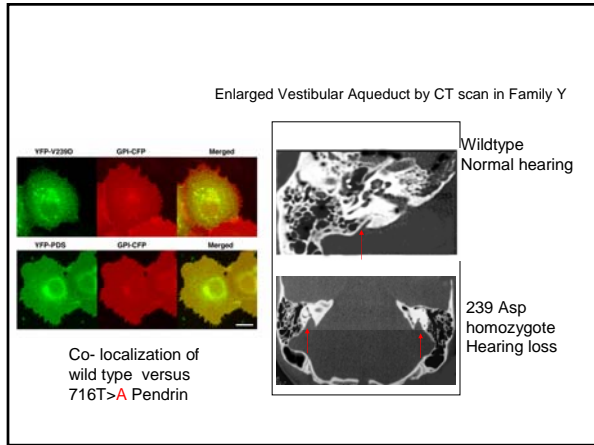 Enlarged Vestibular Aqueduct by CT scan in Family Y
YFP-V239D GPI-CFP Merged
YFP-PDS GPI-CFP Merged
Co- localization of
wild type versus
716T>A Pendrin
Wildtype
Normal hearing
239 Asp
homozygote
Hearing loss